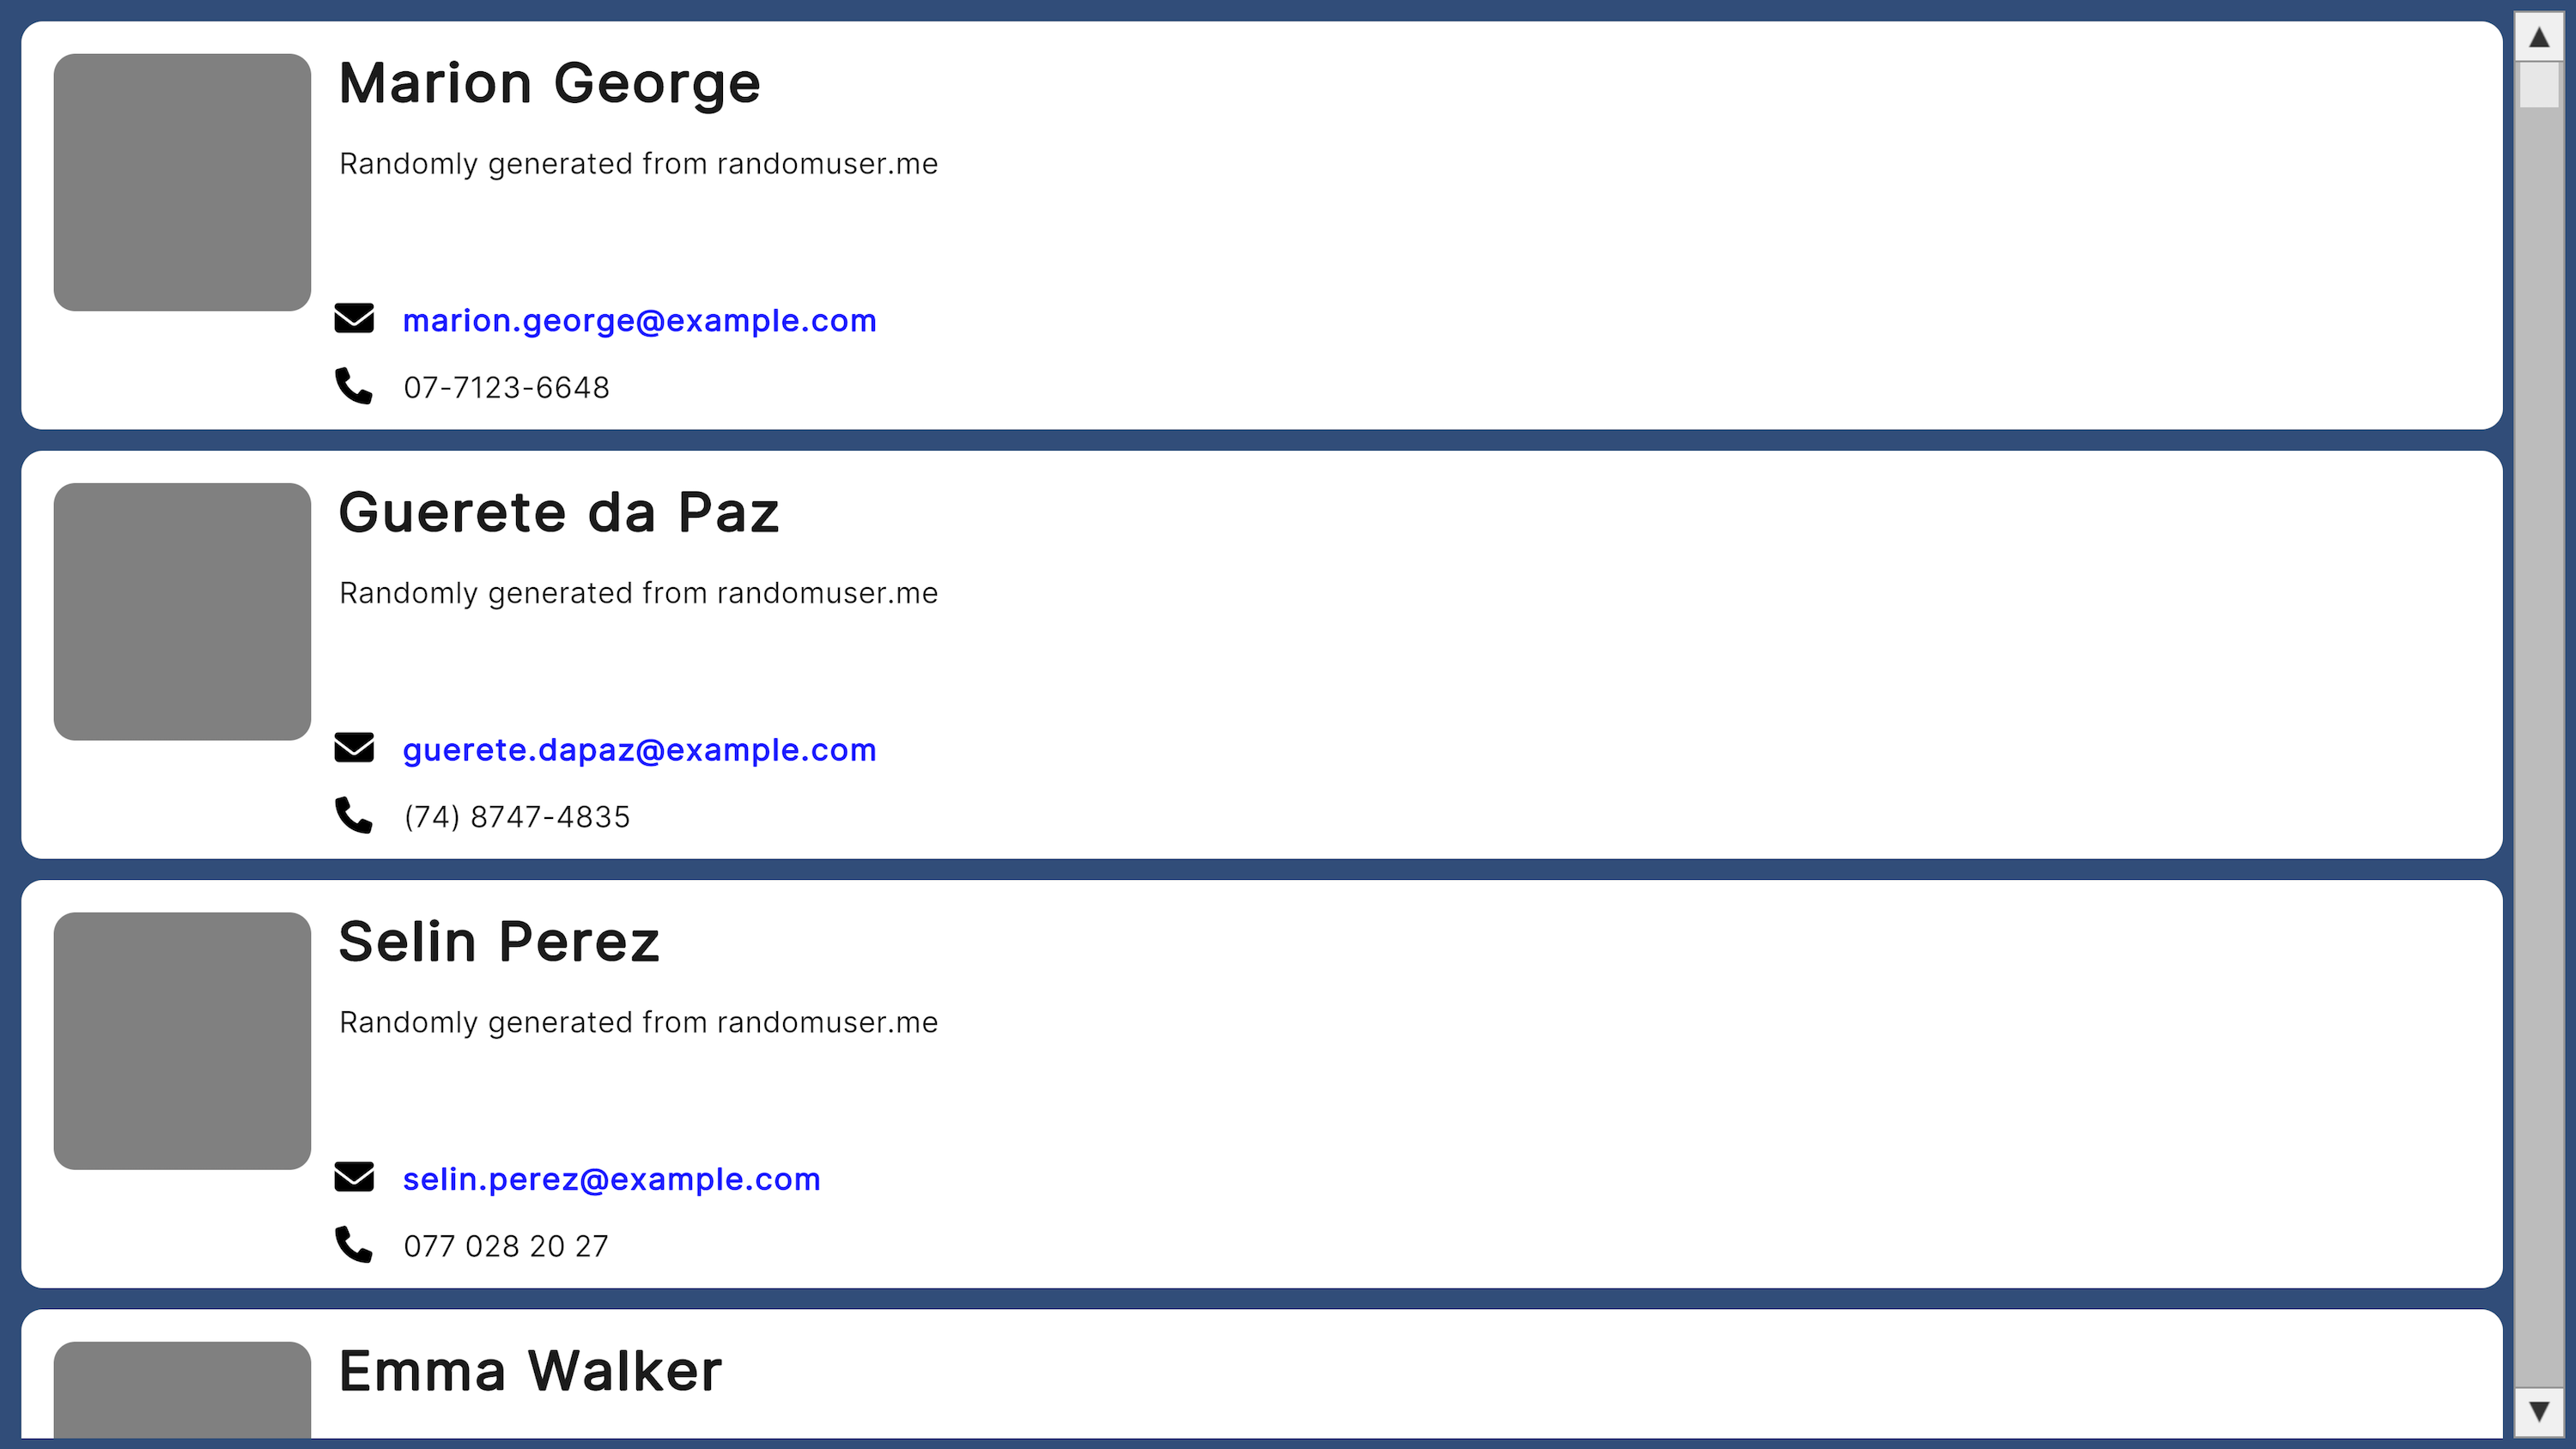 Marion George
Randomly generated from randomuser.me
marion.george@example.com
07-7123-6648
Guerete da Paz
Randomly generated from randomuser.me
guerete.dapaz@example.com
(74) 8747-4835
Selin Perez
Randomly generated from randomuser.me
selin.perez@example.com
077 028 20 27
Emma Walker